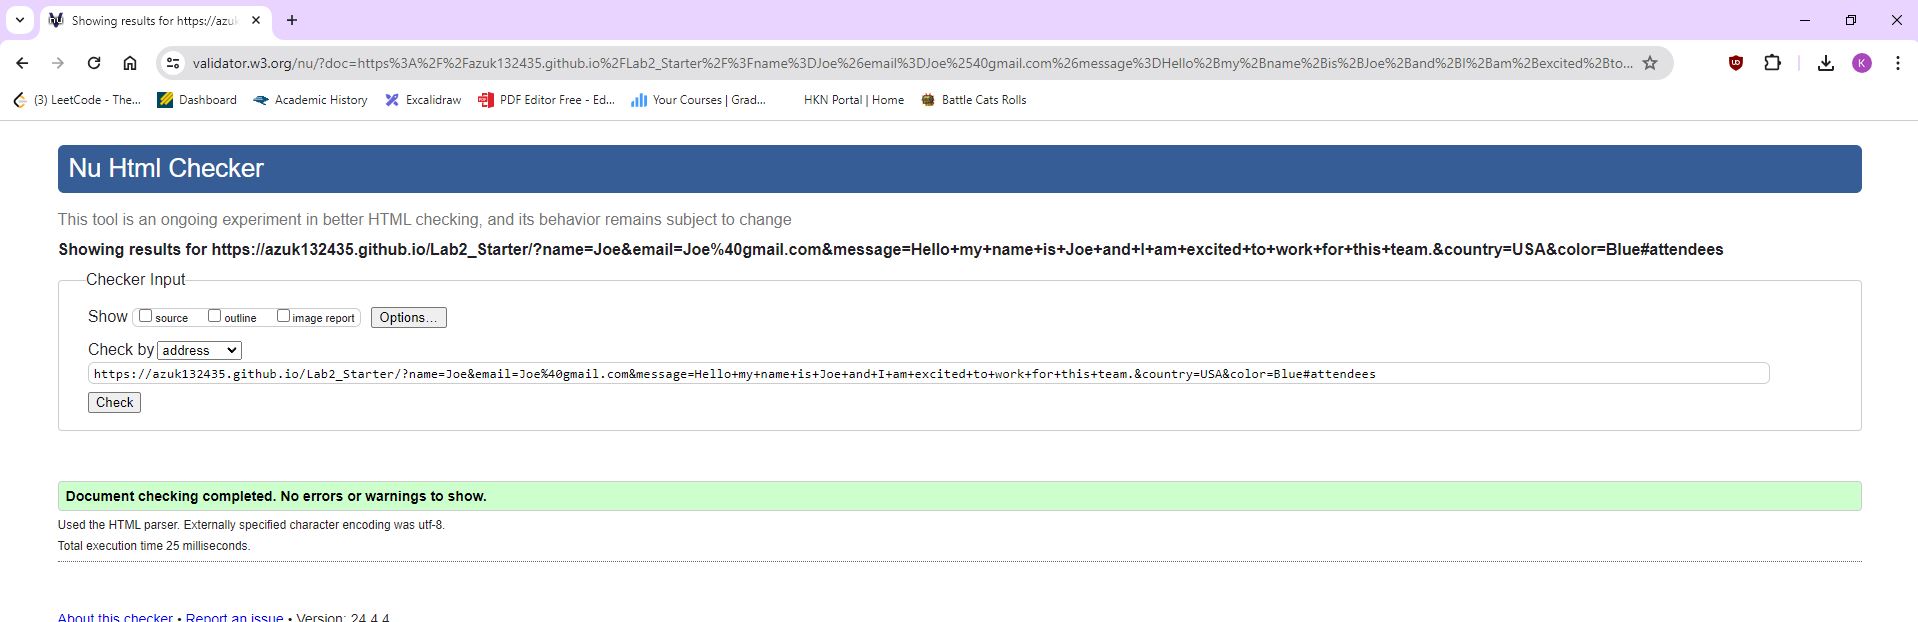 Showing results for https://azuk
validator.w3.org/nu/?doc=https%3A%2F%2Fazuk132435.github.io%2FLab2_Starter%2F%3Fname%3DJoe%26email%3DJoe%2540gmail.com%26message%3DHello%2Bmy%2Bname%2Bis%2BJoe%2Band%2BI%2Bam%2Bexcited%2Bto...
K
(3) LeetCode - The... Dashboard Academic History Excalidraw PDF Editor Free - Ed... Your Courses | Grad... HKN Portal | Home Battle Cats Rolls
Nu Html Checker
This tool is an ongoing experiment in better HTML checking, and its behavior remains subject to change
Showing results for https://azuk132435.github.io/Lab2_Starter/?name=Joe&email=Joe%40gmail.com&message=Hello+my+name+is+Joe+and+I+am+excited+to+work+for+this+team.&country=USA&color=Blue#attendees
Checker Input
Show source outline image report Options...
Check by address
https://azuk132435.github.io/Lab2_Starter/?name=Joe&email=Joe%40gmail.com&message=Hello+my+name+is+Joe+and+I+am+excited+to+work+for+this+team.&country=USA&color=Blue#attendees
Check
Document checking completed. No errors or warnings to show.
Used the HTML parser. Externally specified character encoding was utf-8.
Total execution time 25 milliseconds.
About this checker • Report an issue • Version: 24.4.4